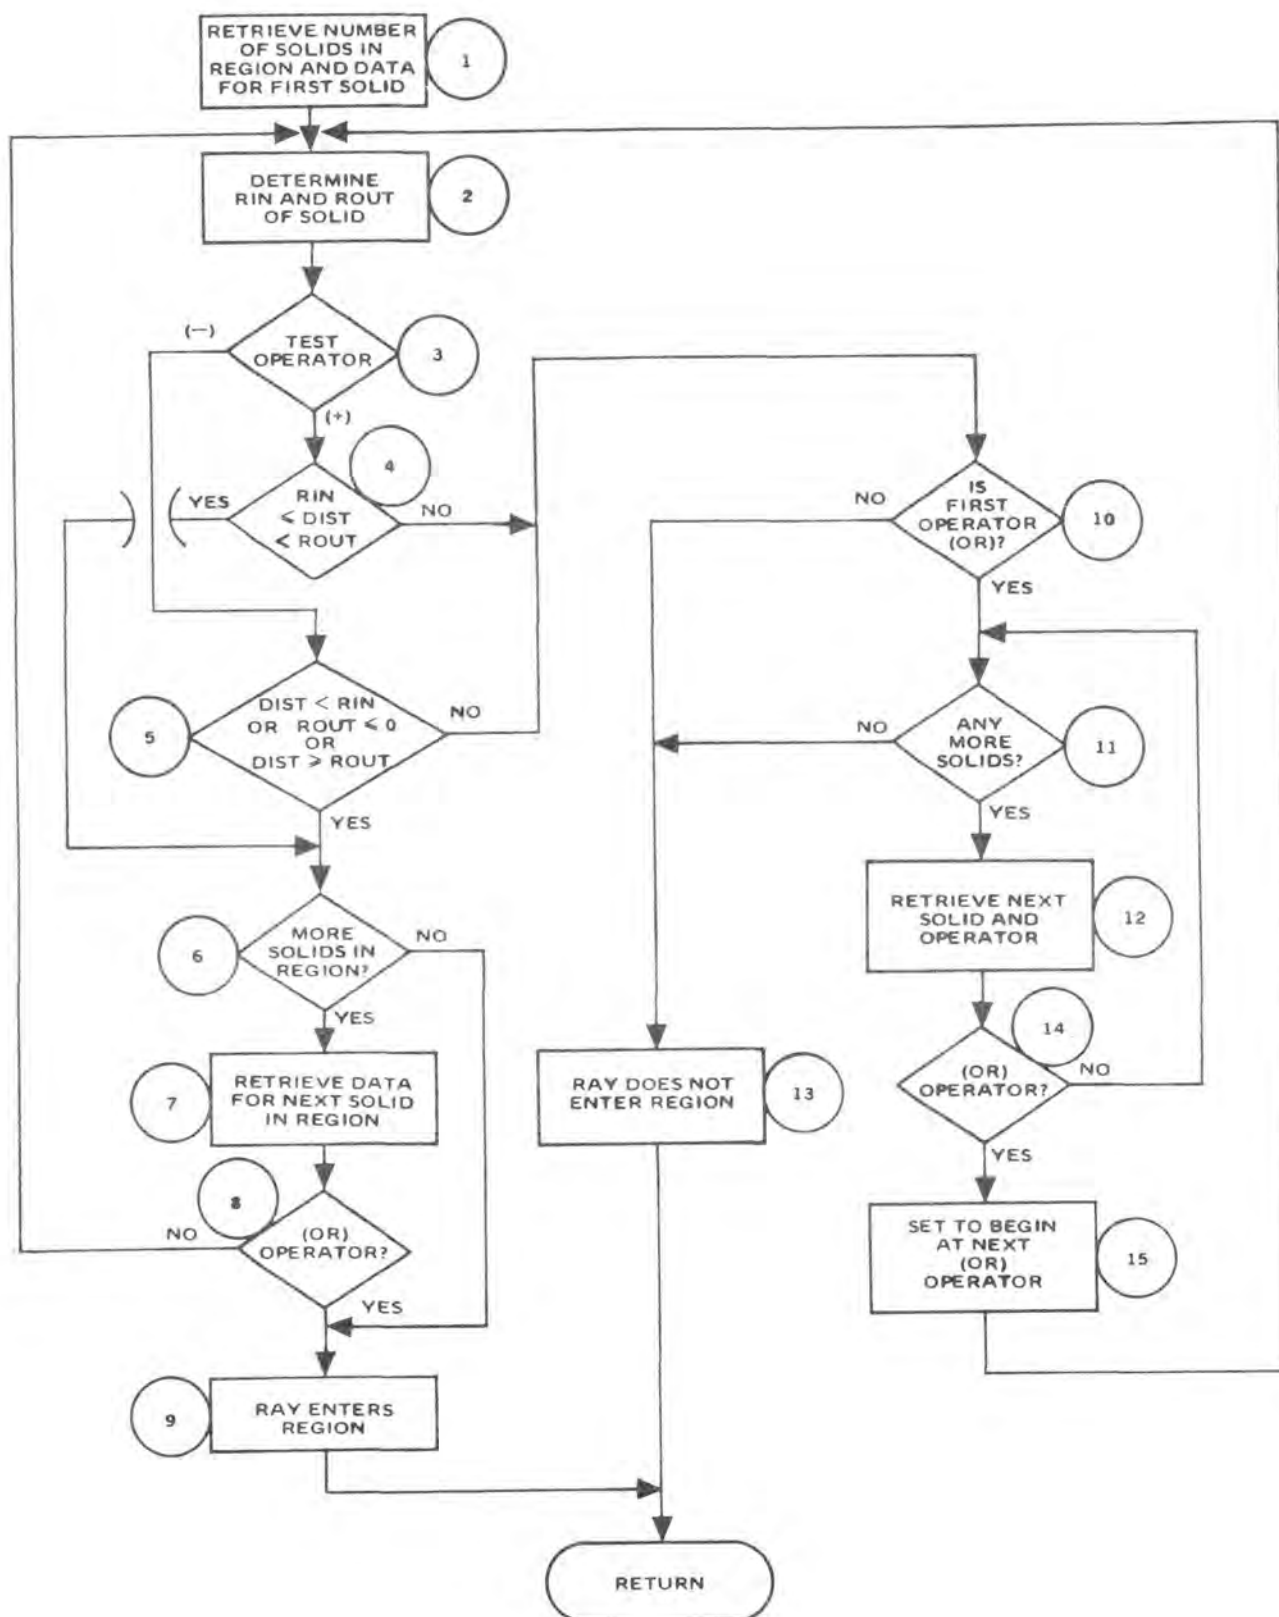 RETRIEVE NUMBER
OF SOLIDS IN
REGION AND DATA
FOR FIRST SOLID
1
DETERMINE
RIN AND ROUT
OF SOLID
2
(—)
TEST
OPERATOR
3
(+)
4
YES
RIN
≤ DIST
< ROUT
NO
5
DIST < RIN
OR ROUT ≤ 0
OR
DIST ≥ ROUT
NO
YES
6
MORE
SOLIDS IN
REGION?
NO
YES
7
RETRIEVE DATA
FOR NEXT SOLID
IN REGION
8
NO
(OR)
OPERATOR?
YES
9
RAY ENTERS
REGION
NO
IS
FIRST
OPERATOR
(OR)?
10
YES
NO
ANY
MORE
SOLIDS?
11
YES
RETRIEVE NEXT
SOLID AND
OPERATOR
12
14
(OR)
OPERATOR?
NO
YES
RAY DOES NOT
ENTER REGION
13
SET TO BEGIN
AT NEXT
(OR)
OPERATOR
15
RETURN